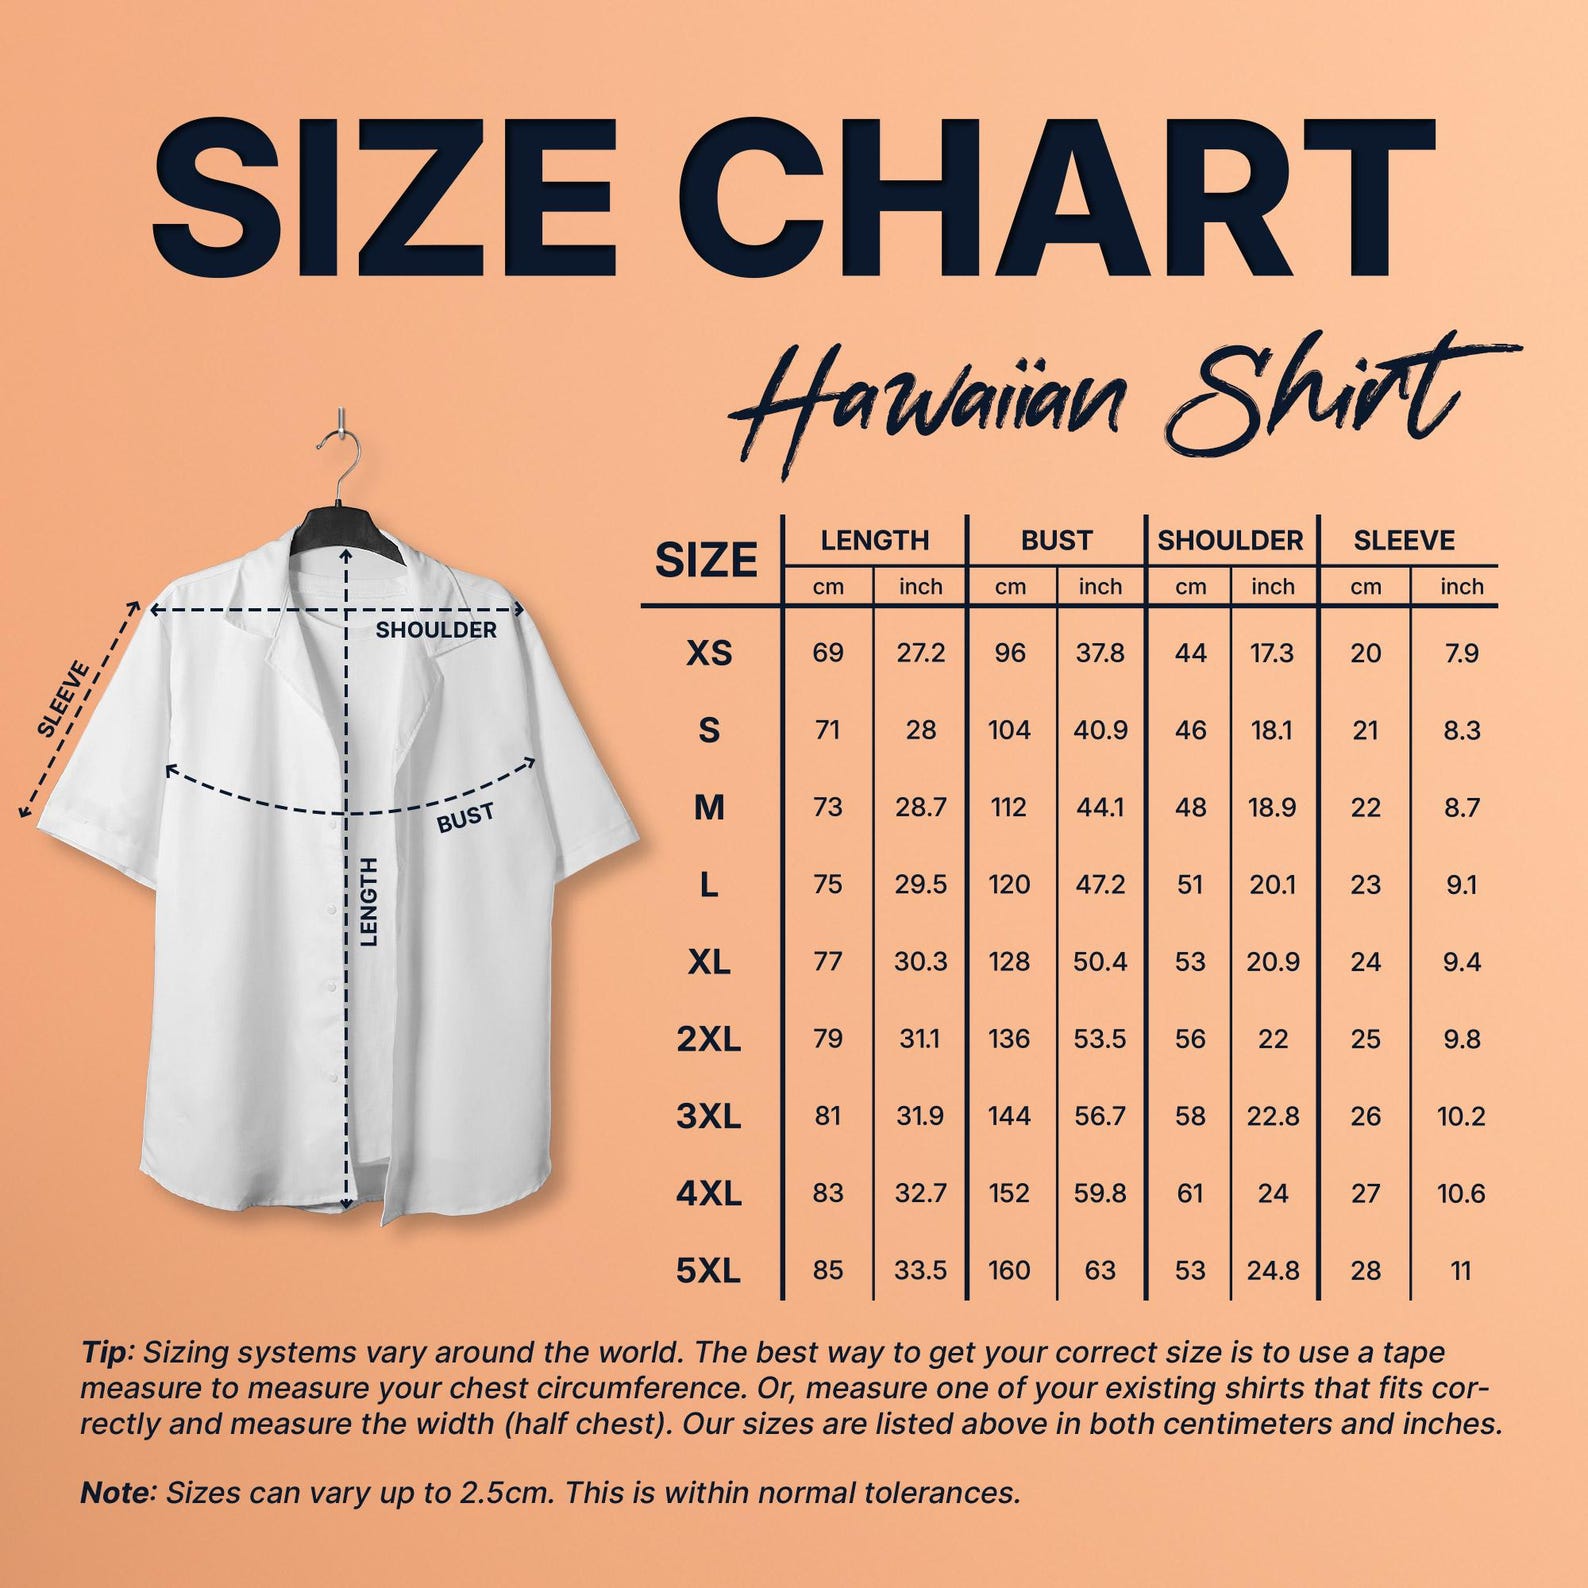 SIZE CHART
Hawaiian Shirt
SHOULDER
SLEEVE
BUST
LENGTH
SIZE LENGTH BUST SHOULDER SLEEVE
cm inch cm inch cm inch cm inch
XS 69 27.2 96 37.8 44 17.3 20 7.9
S 71 28 104 40.9 46 18.1 21 8.3
M 73 28.7 112 44.1 48 18.9 22 8.7
L 75 29.5 120 47.2 51 20.1 23 9.1
XL 77 30.3 128 50.4 53 20.9 24 9.4
2XL 79 31.1 136 53.5 56 22 25 9.8
3XL 81 31.9 144 56.7 58 22.8 26 10.2
4XL 83 32.7 152 59.8 61 24 27 10.6
5XL 85 33.5 160 63 53 24.8 28 11
Tip: Sizing systems vary around the world. The best way to get your correct size is to use a tape
measure to measure your chest circumference. Or, measure one of your existing shirts that fits cor-
rectly and measure the width (half chest). Our sizes are listed above in both centimeters and inches.
Note: Sizes can vary up to 2.5cm. This is within normal tolerances.